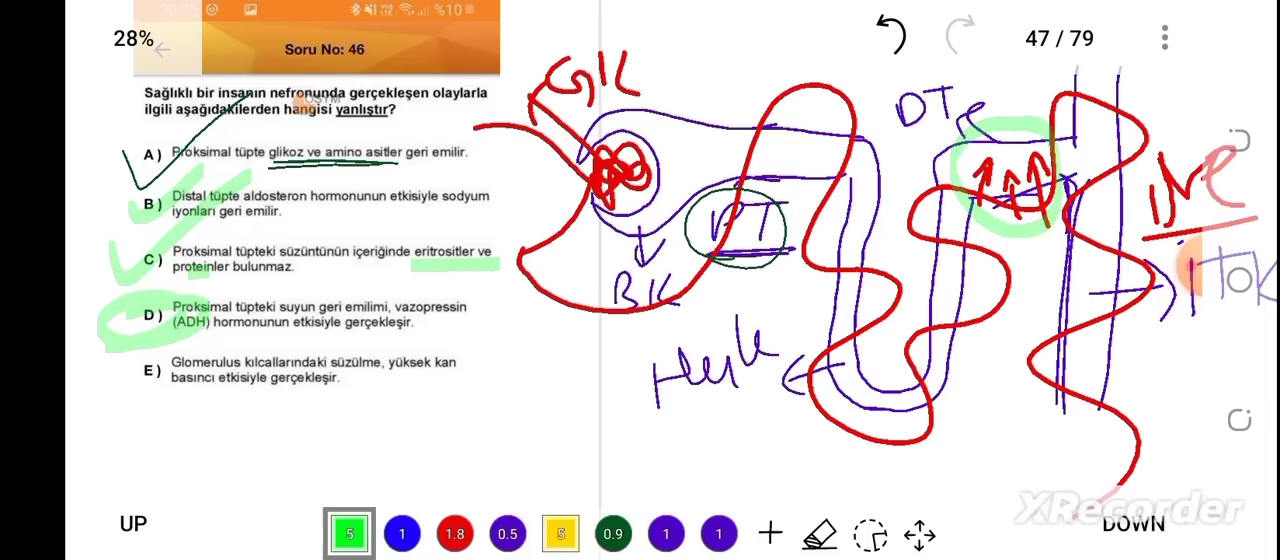 %10
28%
Soru No: 46
47 / 79
Sağlıklı bir insanın nefronunda gerçekleşen olaylarla
ilgili aşağıdakilerden hangisi yanlıştır?
ÖSYM
A ) Proksimal tüpte glikoz ve amino asitler geri emilir.
B ) Distal tüpte aldosteron hormonunun etkisiyle sodyum
iyonları geri emilir.
C ) Proksimal tüpteki süzüntünün içeriğinde eritrositler ve
proteinler bulunmaz.
D ) Proksimal tüpteki suyun geri emilimi, vazopressin
(ADH) hormonunun etkisiyle gerçekleşir.
E ) Glomerulus kılcallarındaki süzülme, yüksek kan
basıncı etkisiyle gerçekleşir.
GK
DT
PT
BK
Henle
İTOK
XRecorder
UP
5
1
1.8
0.5
5
0.9
1
1
DOWN